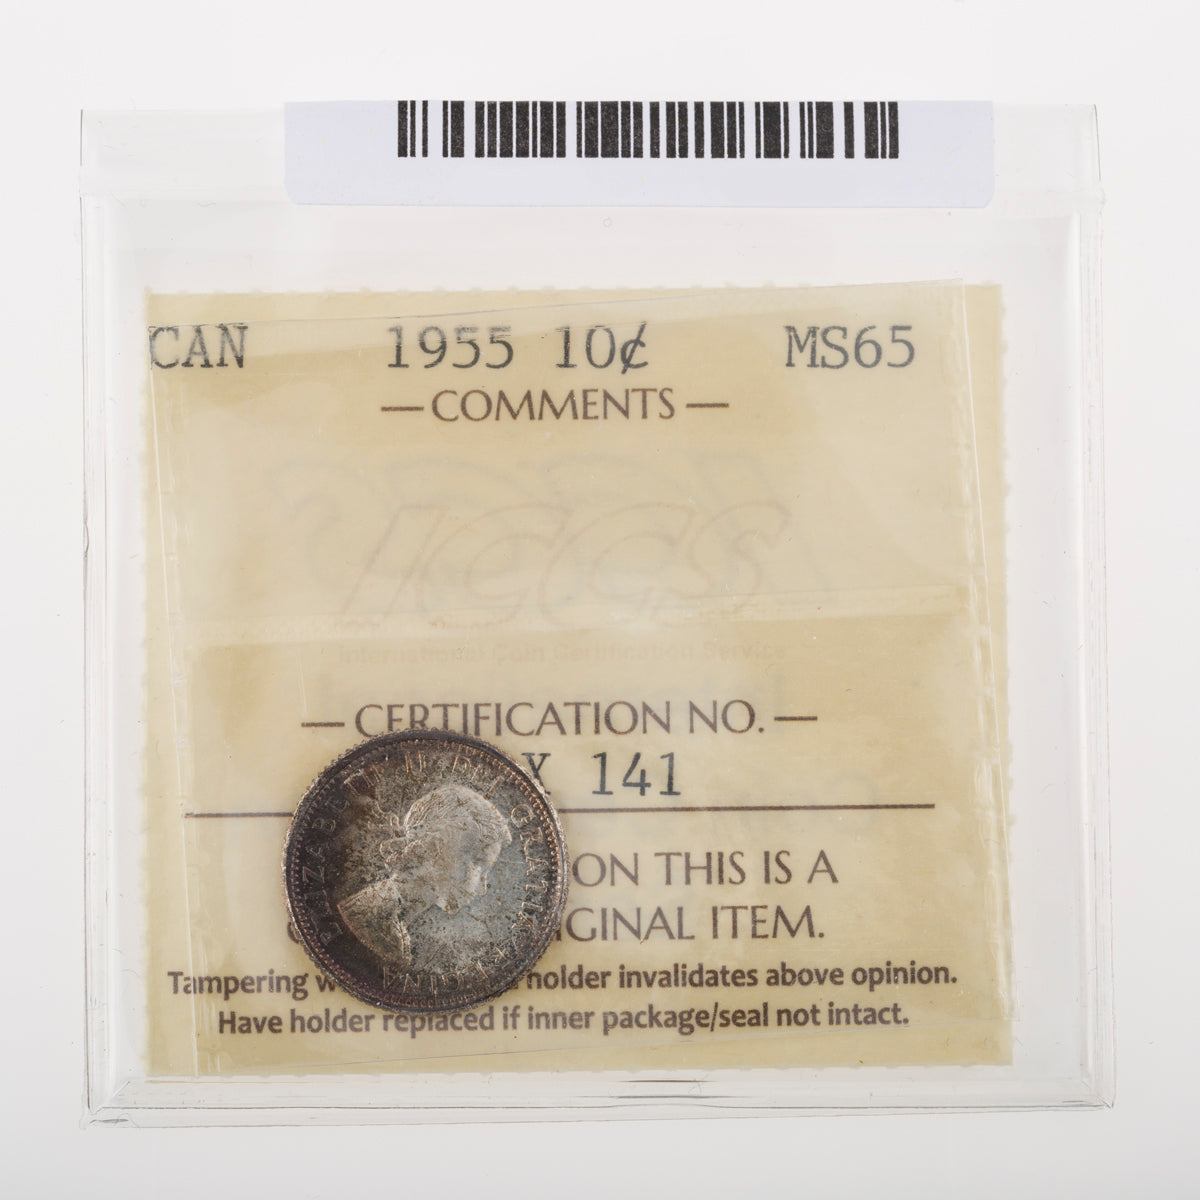 CAN 1955 10¢ MS65
— COMMENTS —
ICCS
International Coin Certification Service
— CERTIFICATION NO. —
X 141
ON THIS IS A
GINAL ITEM.
Tampering holder invalidates above opinion.
Have holder replaced if inner package/seal not intact.
ELIZABETH II DEI GRATIA REGINA